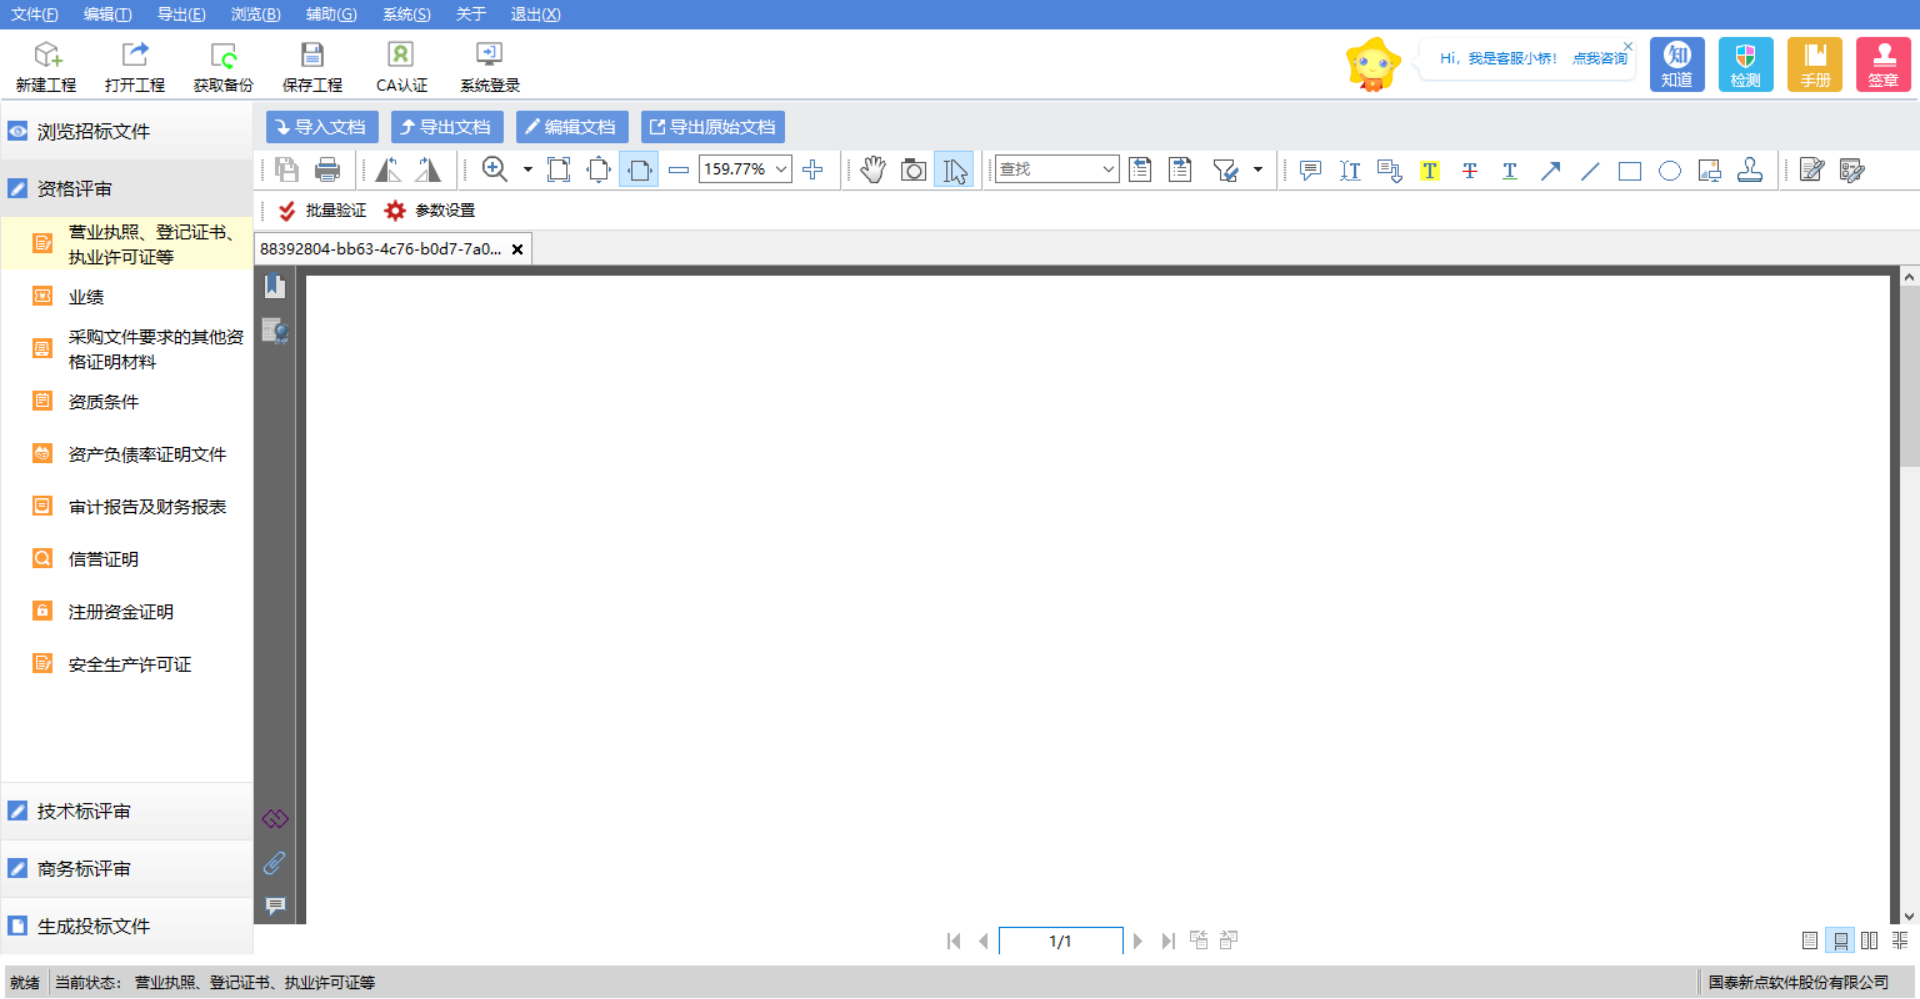 文件(F) 编辑(T) 导出(E) 浏览(B) 辅助(G) 系统(S) 关于 退出(X)
新建工程 打开工程 获取备份 保存工程 CA认证 系统登录
Hi，我是客服小桥！ 点我咨询
知 知道 检测 手册 签章
浏览招标文件
资格评审
营业执照、登记证书、
执业许可证等
业绩
采购文件要求的其他资
格证明材料
资质条件
资产负债率证明文件
审计报告及财务报表
信誉证明
注册资金证明
安全生产许可证
技术标评审
商务标评审
生成投标文件
导入文档 导出文档 编辑文档 导出原始文档
159.77% 查找
批量验证 参数设置
88392804-bb63-4c76-b0d7-7a0...
1/1
就绪 当前状态： 营业执照、登记证书、执业许可证等
国泰新点软件股份有限公司